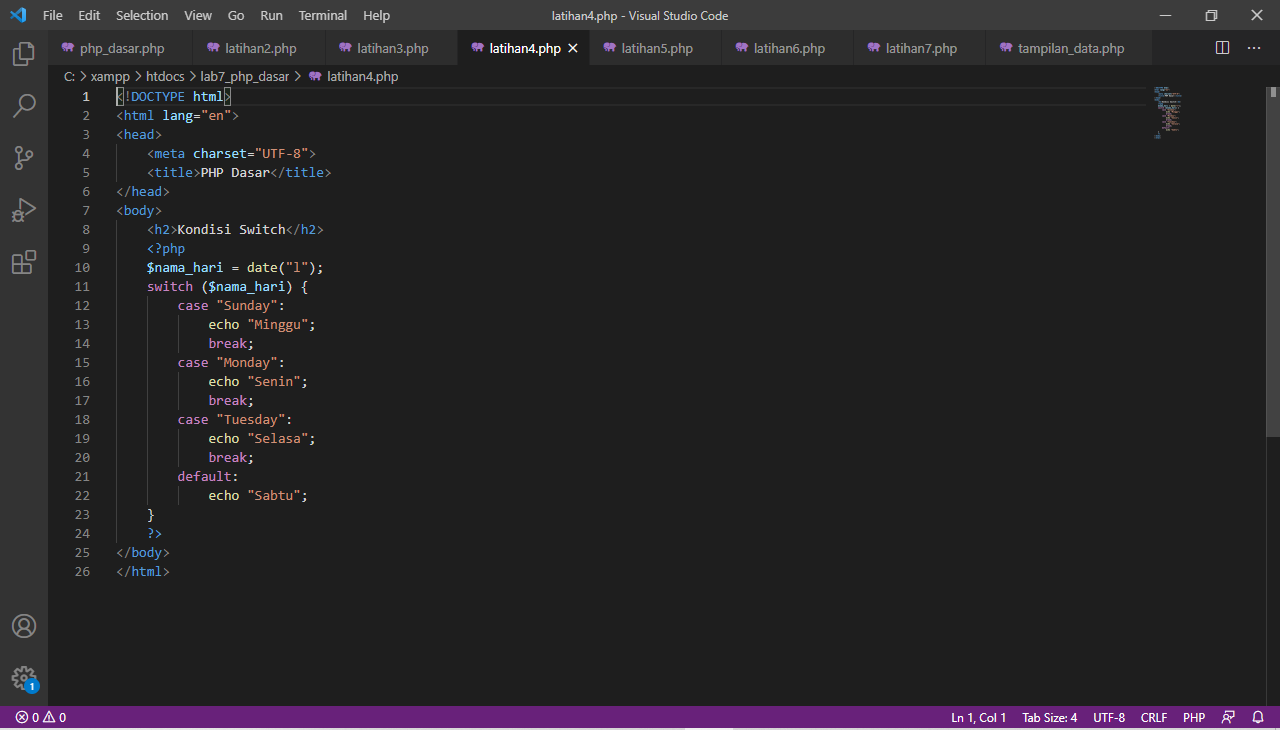 File Edit Selection View Go Run Terminal Help latihan4.php - Visual Studio Code
php_dasar.php latihan2.php latihan3.php latihan4.php latihan5.php latihan6.php latihan7.php tampilan_data.php
C: > xampp > htdocs > lab7_php_dasar > latihan4.php
1 <!DOCTYPE html>
2 <html lang="en">
3 <head>
4     <meta charset="UTF-8">
5     <title>PHP Dasar</title>
6 </head>
7 <body>
8     <h2>Kondisi Switch</h2>
9     <?php
10     $nama_hari = date("l");
11     switch ($nama_hari) {
12         case "Sunday":
13             echo "Minggu";
14             break;
15         case "Monday":
16             echo "Senin";
17             break;
18         case "Tuesday":
19             echo "Selasa";
20             break;
21         default:
22             echo "Sabtu";
23     }
24     ?>
25 </body>
26 </html>
1
0 0 Ln 1, Col 1 Tab Size: 4 UTF-8 CRLF PHP